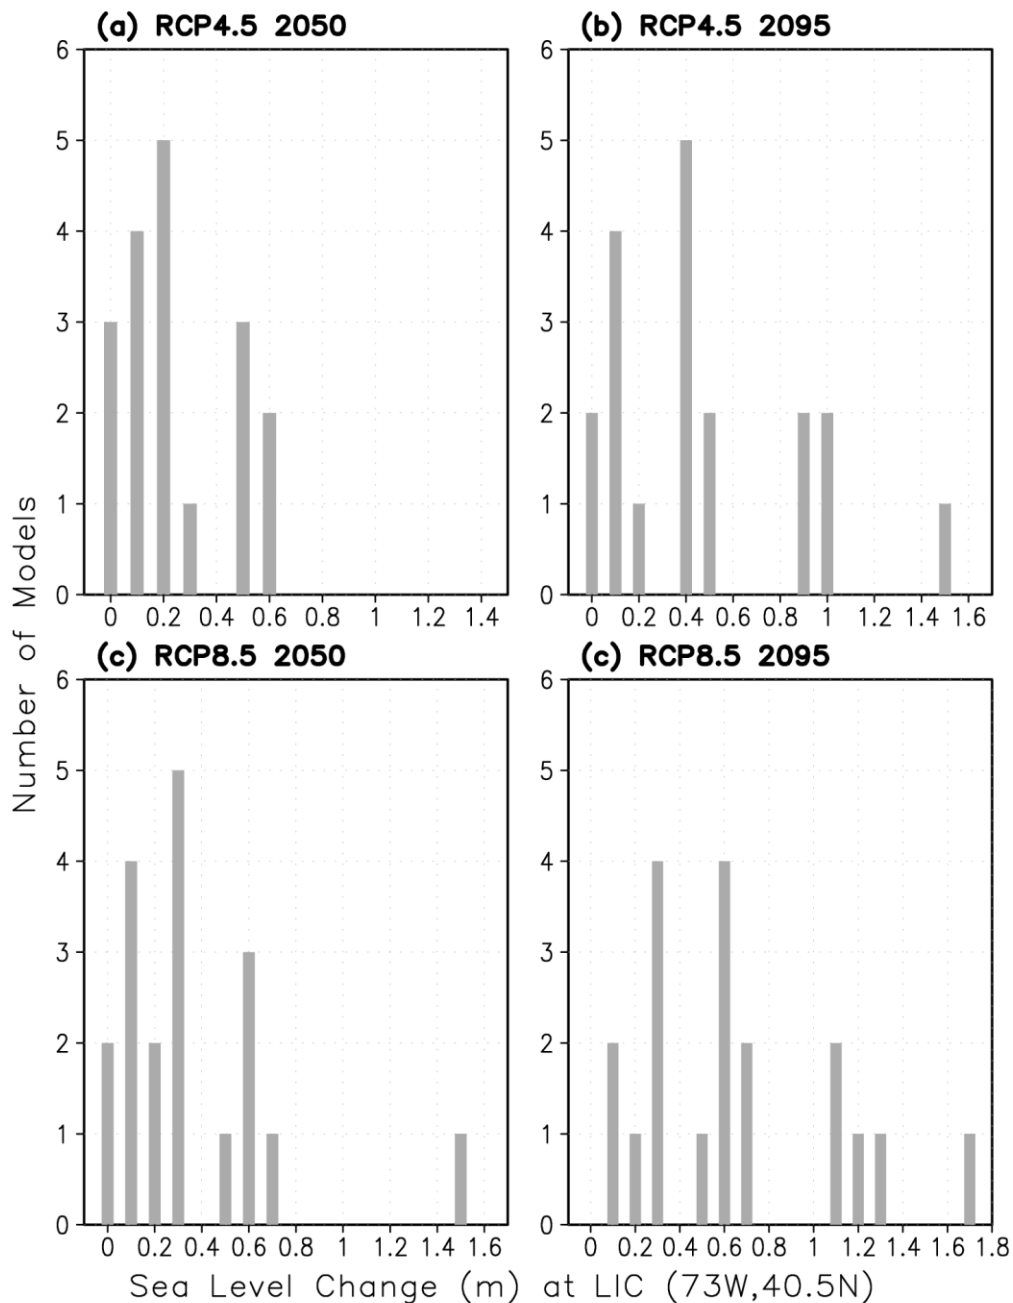 (a) RCP4.5 2050
(b) RCP4.5 2095
6
5
4
3
2
1
0
0 0.2 0.4 0.6 0.8 1 1.2 1.4
6
5
4
3
2
1
0
0 0.2 0.4 0.6 0.8 1 1.2 1.4 1.6
Number of Models
(c) RCP8.5 2050
(c) RCP8.5 2095
6
5
4
3
2
1
0
0 0.2 0.4 0.6 0.8 1 1.2 1.4 1.6
6
5
4
3
2
1
0
0 0.2 0.4 0.6 0.8 1 1.2 1.4 1.6 1.8
Sea Level Change (m) at LIC (73W,40.5N)